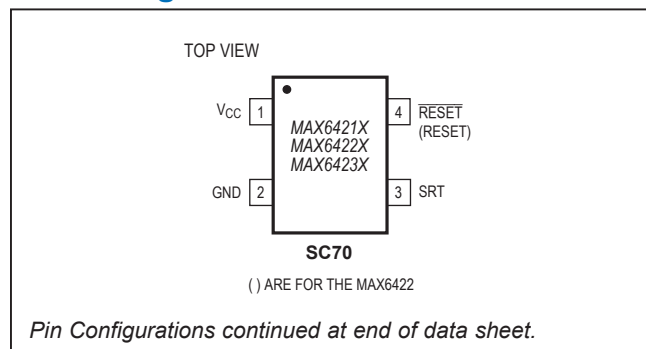 TOP VIEW
VCC 1
MAX6421X
MAX6422X
MAX6423X
4 RESET
(RESET)
GND 2
3 SRT
SC70
( ) ARE FOR THE MAX6422
Pin Configurations continued at end of data sheet.